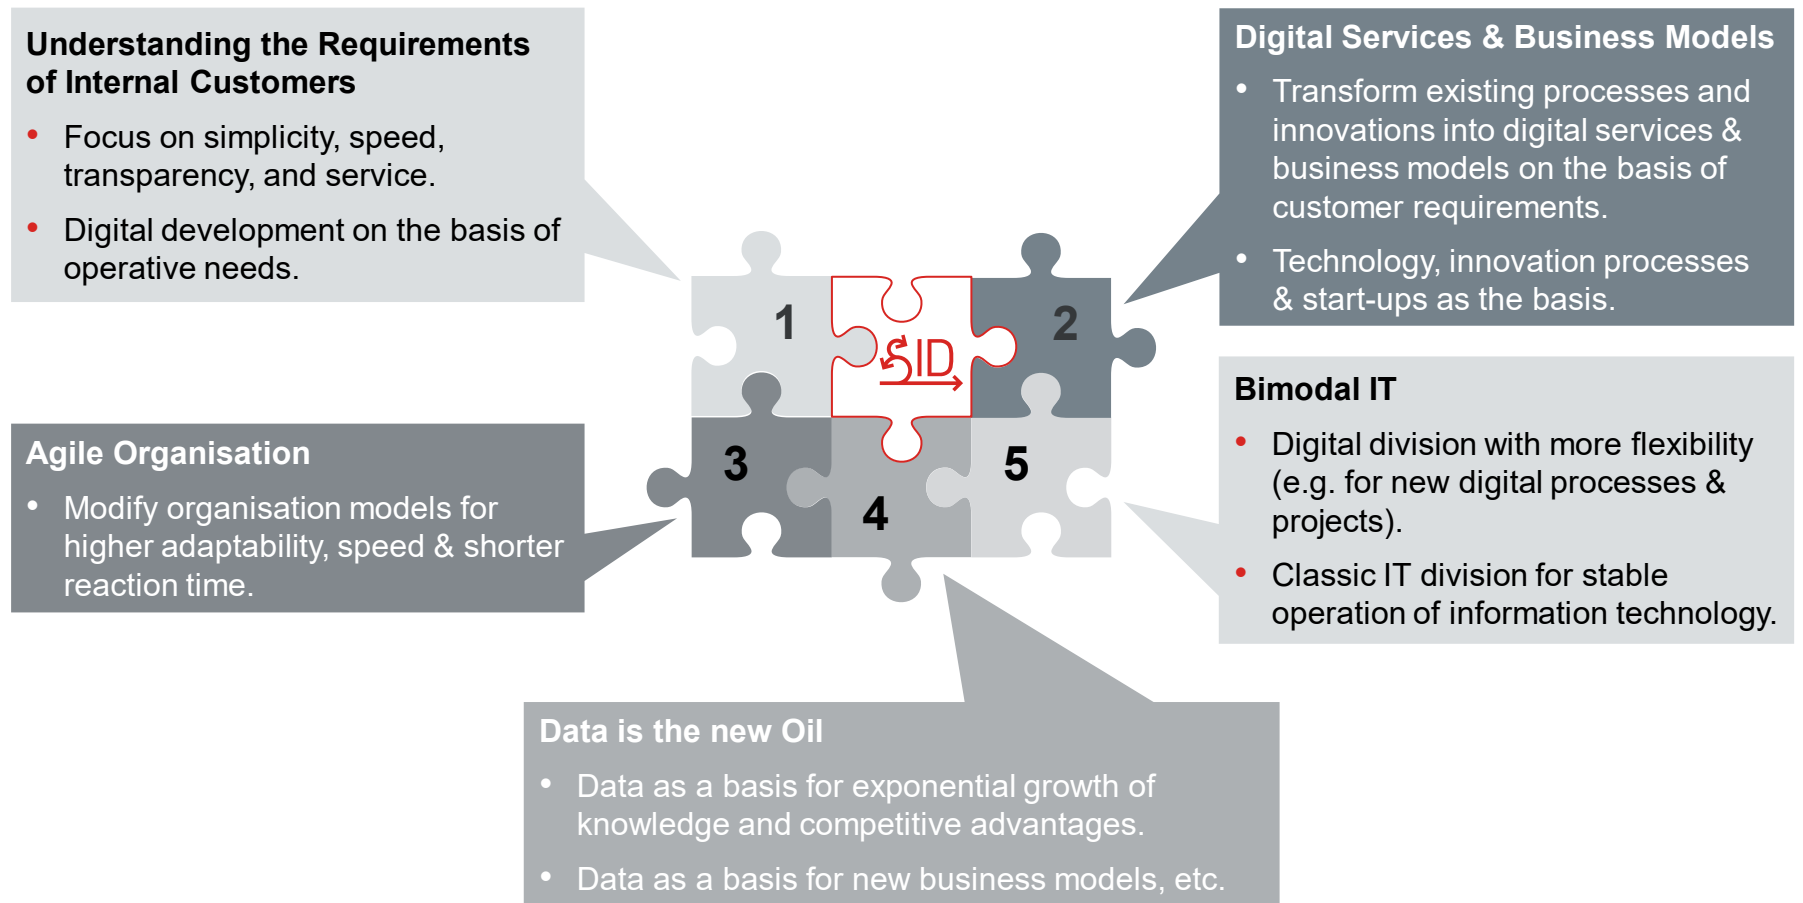 Understanding the Requirements
of Internal Customers
• Focus on simplicity, speed,
transparency, and service.
• Digital development on the basis of
operative needs.
Digital Services & Business Models
• Transform existing processes and
innovations into digital services &
business models on the basis of
customer requirements.
• Technology, innovation processes
& start-ups as the basis.
1
SID
2
Agile Organisation
• Modify organisation models for
higher adaptability, speed & shorter
reaction time.
3
4
5
Bimodal IT
• Digital division with more flexibility
(e.g. for new digital processes &
projects).
• Classic IT division for stable
operation of information technology.
Data is the new Oil
• Data as a basis for exponential growth of
knowledge and competitive advantages.
• Data as a basis for new business models, etc.